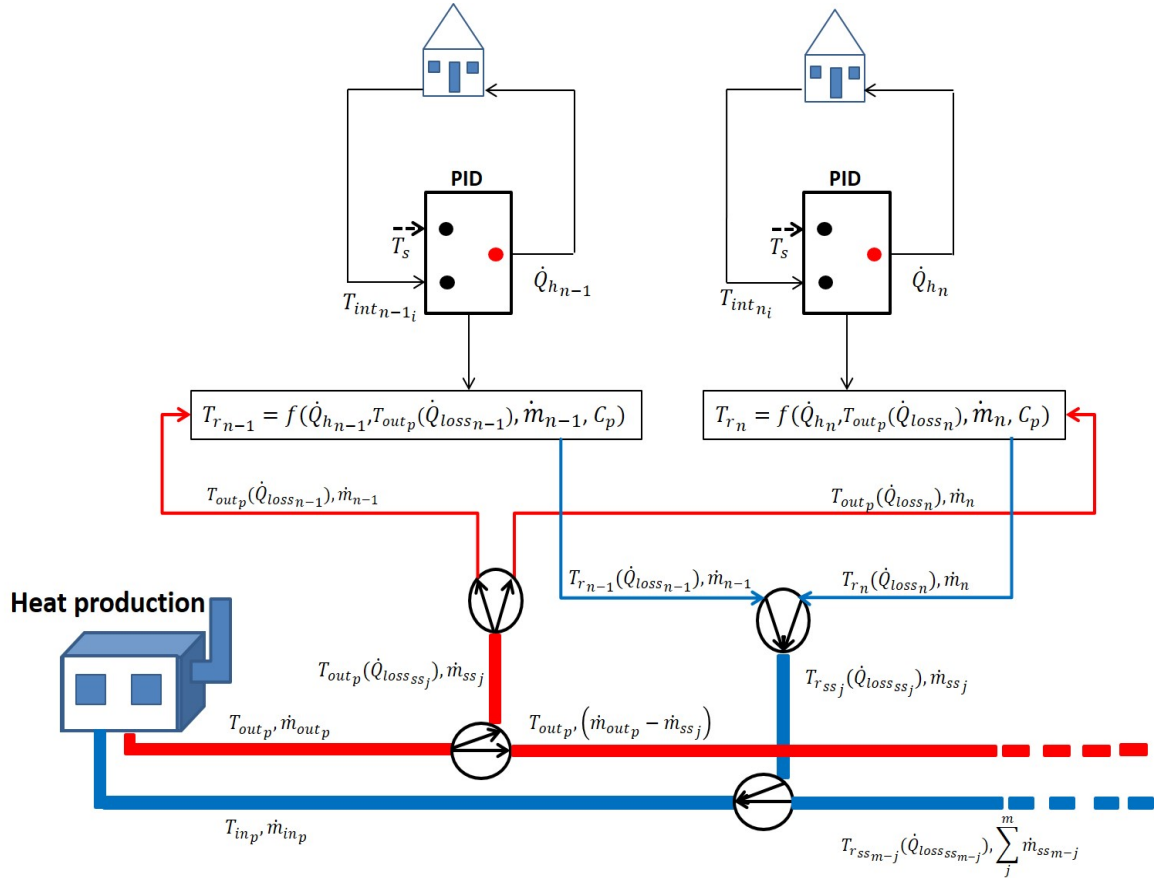 PID
PID
T_s
T_s
Q̇_{h_{n−1}}
Q̇_{h_n}
T_{int_{n−1_i}}
T_{int_{n_i}}
T_{r_{n−1}} = f(Q̇_{h_{n−1}},T_{out_p}(Q̇_{loss_{n−1}}),ṁ_{n−1}, C_p)
T_{r_n} = f(Q̇_{h_n},T_{out_p}(Q̇_{loss_n}),ṁ_n, C_p)
T_{out_p}(Q̇_{loss_{n−1}}),ṁ_{n−1}
T_{out_p}(Q̇_{loss_n}),ṁ_n
T_{r_{n−1}}(Q̇_{loss_{n−1}}),ṁ_{n−1}
T_{r_n}(Q̇_{loss_n}),ṁ_n
Heat production
T_{out_p}(Q̇_{loss_{ss_j}}),ṁ_{ss_j}
T_{r_{ss_j}}(Q̇_{loss_{ss_j}}),ṁ_{ss_j}
T_{out_p},ṁ_{out_p}
T_{out_p},(ṁ_{out_p} − ṁ_{ss_j})
T_{in_p},ṁ_{in_p}
T_{r_{ss_{m−j}}}(Q̇_{loss_{ss_{m−j}}}),∑_j^m ṁ_{ss_{m−j}}